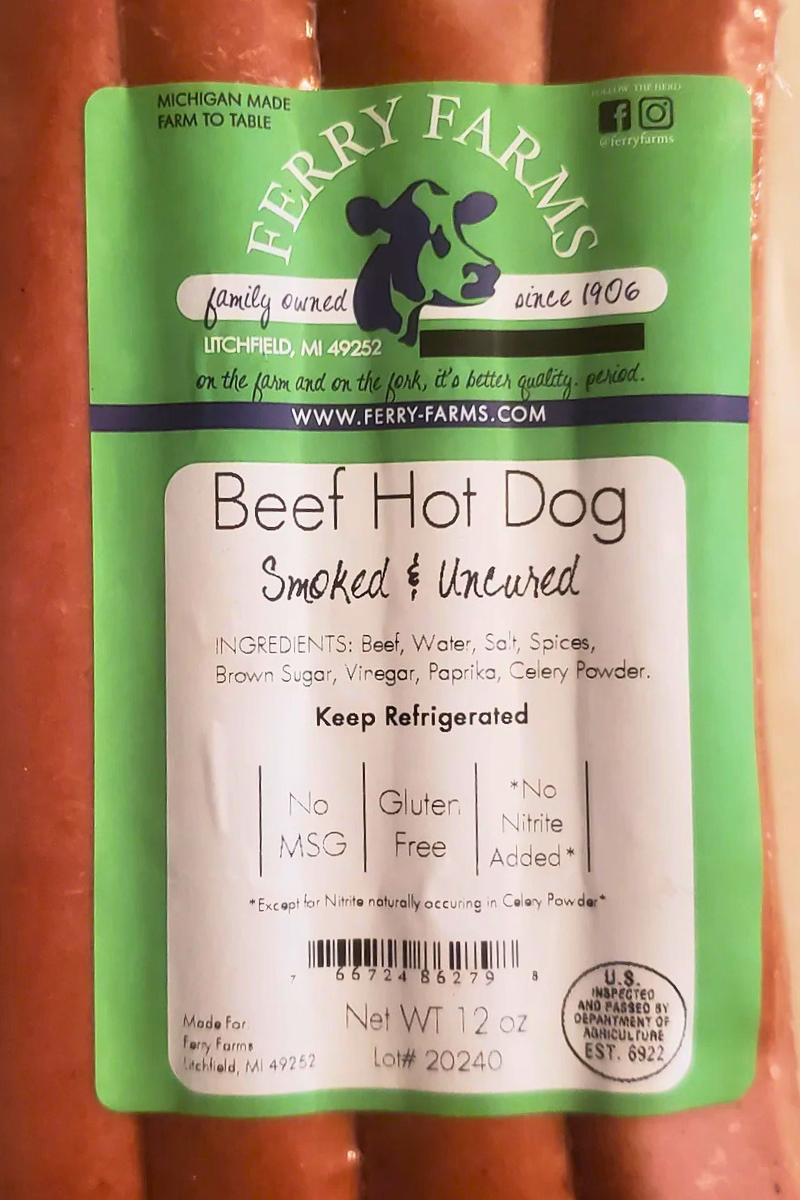 MICHIGAN MADE
FARM TO TABLE
FOLLOW THE HERD
@ferryfarms
FERRY FARMS
family owned since 1906
LITCHFIELD, MI 49252
on the farm and on the fork, it's better quality. period.
WWW.FERRY-FARMS.COM
Beef Hot Dog
Smoked & Uncured
INGREDIENTS: Beef, Water, Salt, Spices,
Brown Sugar, Vinegar, Paprika, Celery Powder.
Keep Refrigerated
No
MSG
Gluten
Free
*No
Nitrite
Added*
*Except for Nitrite naturally occuring in Celery Powder*
7 66724 86279 8
Net WT 12 oz
Lot# 20240
Made For
Ferry Farms
Litchfield, MI 49252
U.S.
INSPECTED
AND PASSED BY
DEPARTMENT OF
AGRICULTURE
EST. 6922